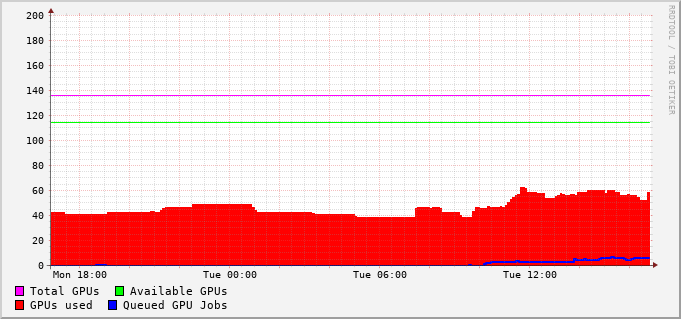 200
180
160
140
120
100
80
60
40
20
0
Mon 18:00 Tue 00:00 Tue 06:00 Tue 12:00
Total GPUs Available GPUs
GPUs used Queued GPU Jobs
RRDTOOL / TOBI OETIKER